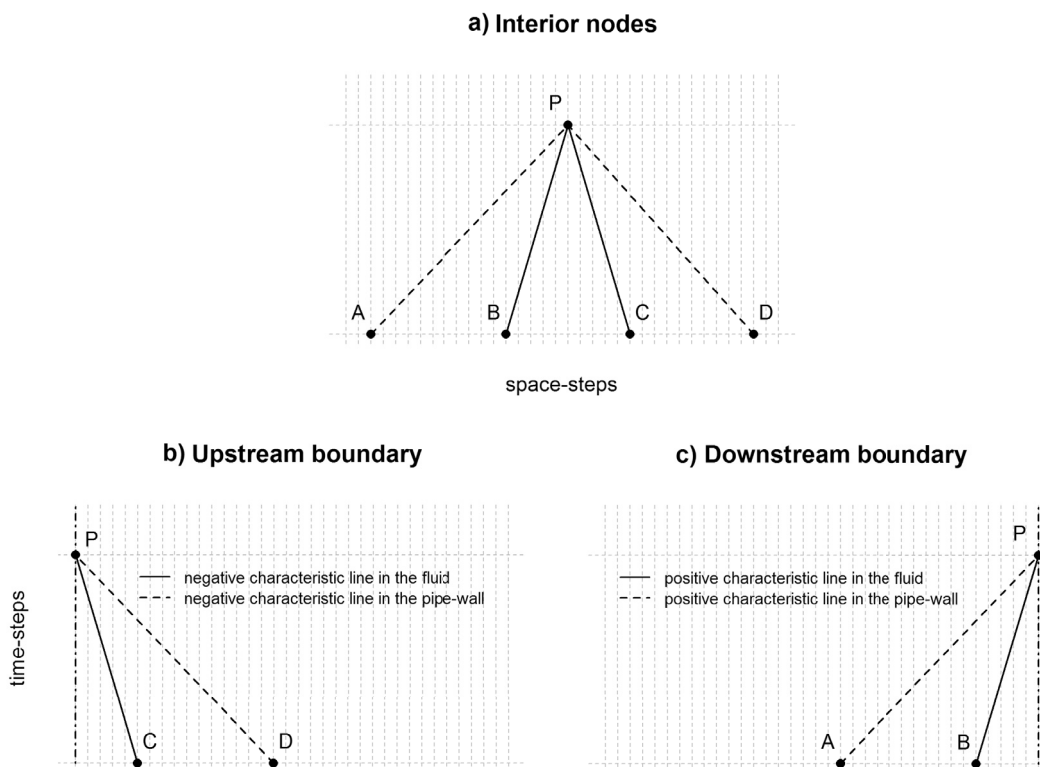 a) Interior nodes
P
A
B
C
D
space-steps
b) Upstream boundary
P
negative characteristic line in the fluid
negative characteristic line in the pipe-wall
C
D
time-steps
c) Downstream boundary
P
positive characteristic line in the fluid
positive characteristic line in the pipe-wall
A
B